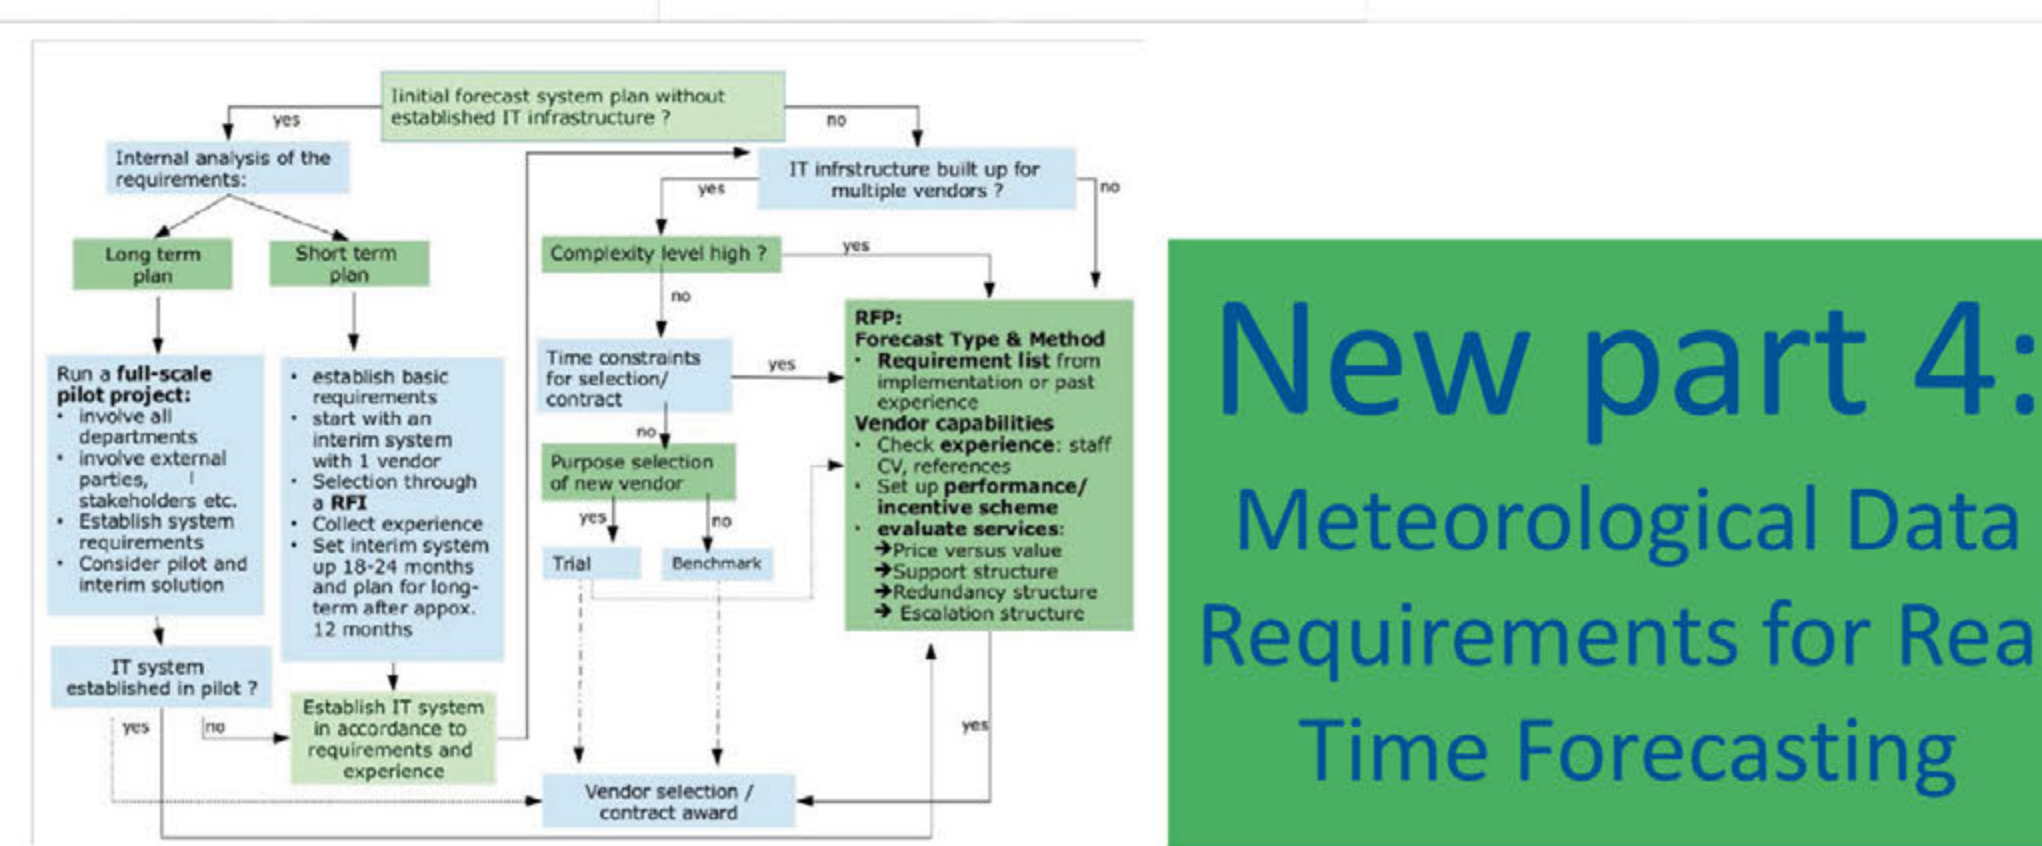 Iinitial forecast system plan without
established IT infrastructure ?
yes
no
Internal analysis of the
requirements:
IT infrstructure built up for
multiple vendors ?
yes
no
Long term
plan
Short term
plan
Complexity level high ?
yes
no
Run a full-scale
pilot project:
• involve all
departments
• involve external
parties,
stakeholders etc.
• Establish system
requirements
• Consider pilot and
interim solution
• establish basic
requirements
• start with an
interim system
with 1 vendor
• Selection through
a RFI
• Collect experience
• Set interim system
up 18-24 months
and plan for long-
term after appox.
12 months
Time constraints
for selection/
contract
yes
no
Purpose selection
of new vendor
yes
no
Trial
Benchmark
RFP:
Forecast Type & Method
• Requirement list from
implementation or past
experience
Vendor capabilities
• Check experience: staff
CV, references
• Set up performance/
incentive scheme
• evaluate services:
➔Price versus value
➔Support structure
➔Redundancy structure
➔ Escalation structure
IT system
established in pilot ?
yes
no
Establish IT system
in accordance to
requirements and
experience
yes
Vendor selection /
contract award
New part 4:
Meteorological Data
Requirements for Rea
Time Forecasting